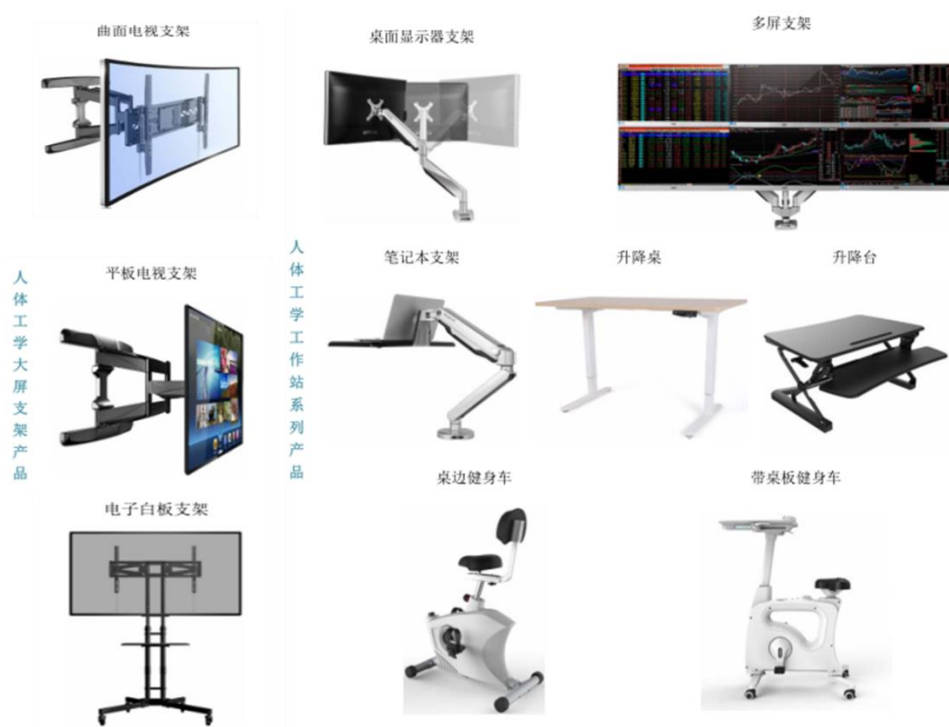 曲面电视支架
桌面显示器支架
多屏支架
人体工学大屏支架产品
平板电视支架
人体工学工作站系列产品
笔记本支架
升降桌
升降台
电子白板支架
桌边健身车
带桌板健身车